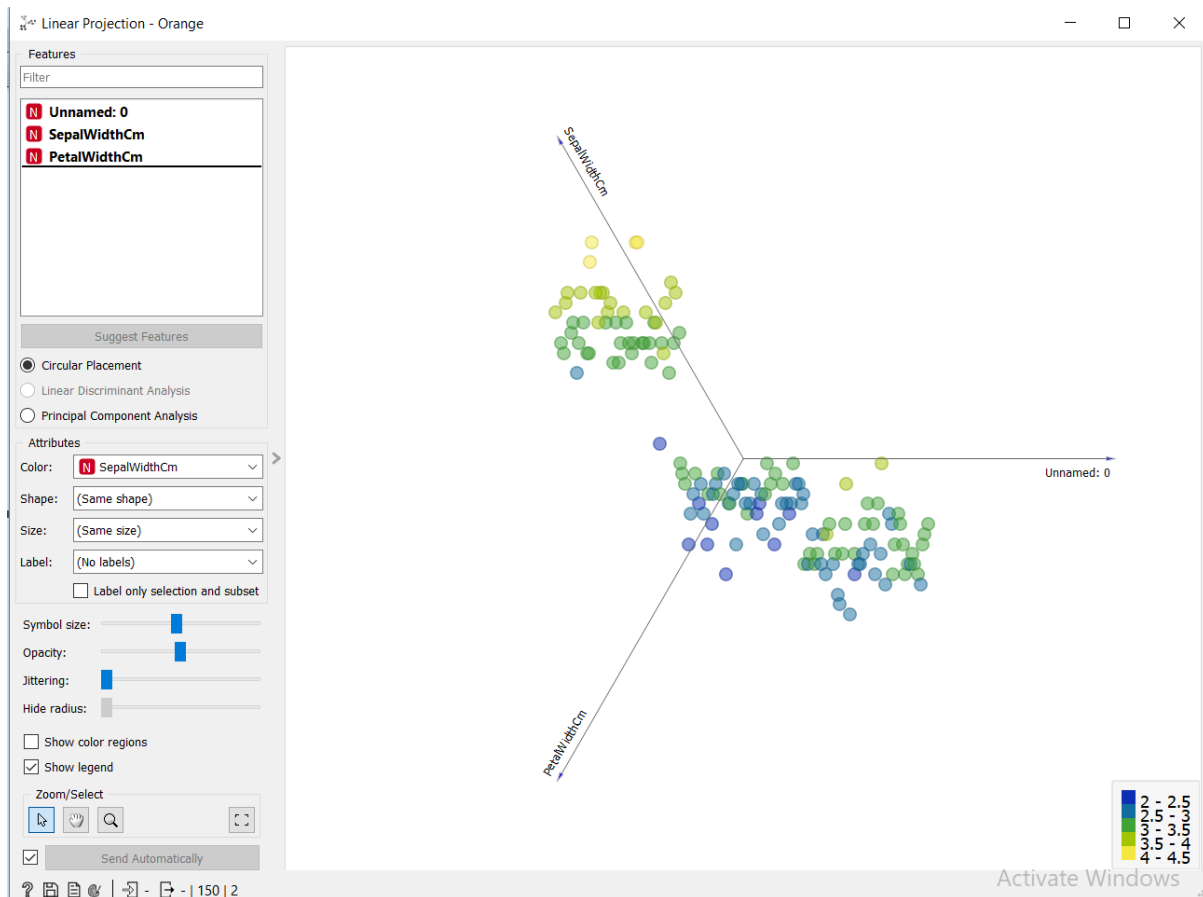 Linear Projection - Orange
Features
Filter
N Unnamed: 0
N SepalWidthCm
N PetalWidthCm
Suggest Features
Circular Placement
Linear Discriminant Analysis
Principal Component Analysis
Attributes
Color: N SepalWidthCm
Shape: (Same shape)
Size: (Same size)
Label: (No labels)
Label only selection and subset
Symbol size:
Opacity:
Jittering:
Hide radius:
Show color regions
Show legend
Zoom/Select
Send Automatically
? - - | 150 | 2
SepalWidthCm
Unnamed: 0
PetalWidthCm
2 - 2.5
2.5 - 3
3 - 3.5
3.5 - 4
4 - 4.5
Activate Windows